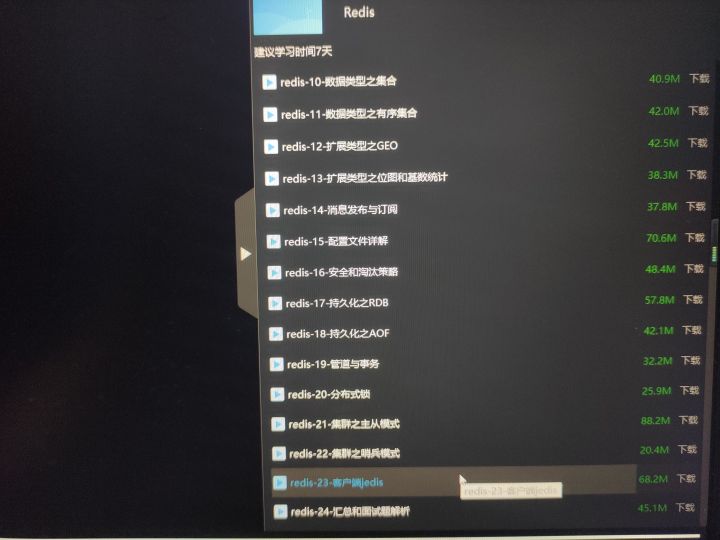 Redis
建议学习时间7天
redis-10-数据类型之集合 40.9M 下载
redis-11-数据类型之有序集合 42.0M 下载
redis-12-扩展类型之GEO 42.5M 下载
redis-13-扩展类型之位图和基数统计 38.3M 下载
redis-14-消息发布与订阅 37.8M 下载
redis-15-配置文件详解 70.6M 下载
redis-16-安全和淘汰策略 48.4M 下载
redis-17-持久化之RDB 57.8M 下载
redis-18-持久化之AOF 42.1M 下载
redis-19-管道与事务 32.2M 下载
redis-20-分布式锁 25.9M 下载
redis-21-集群之主从模式 88.2M 下载
redis-22-集群之哨兵模式 20.4M 下载
redis-23-客户端jedis 68.2M 下载
redis-23-客户端jedis
redis-24-汇总和面试题解析 45.1M 下载